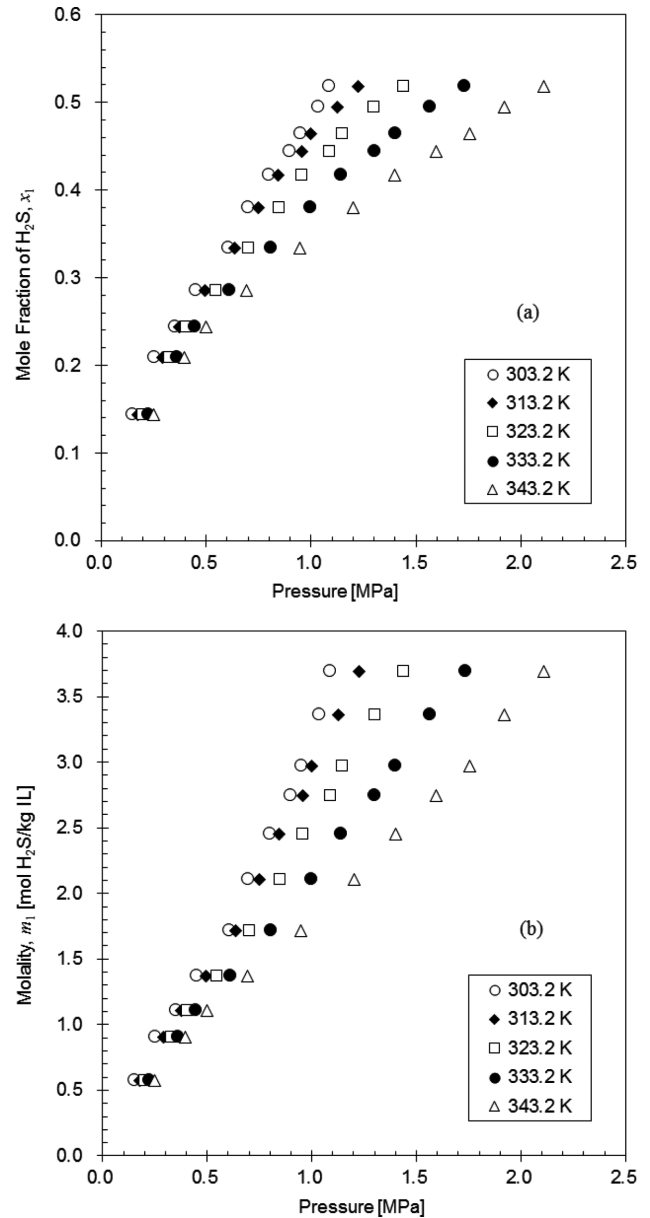 0.6
0.5
0.4
0.3
0.2
0.1
0.0
Mole Fraction of H₂S, x₁
(a)
303.2 K
313.2 K
323.2 K
333.2 K
343.2 K
0.0 0.5 1.0 1.5 2.0 2.5
Pressure [MPa]
4.0
3.5
3.0
2.5
2.0
1.5
1.0
0.5
0.0
Molality, m₁ [mol H₂S/kg IL]
(b)
303.2 K
313.2 K
323.2 K
333.2 K
343.2 K
0.0 0.5 1.0 1.5 2.0 2.5
Pressure [MPa]